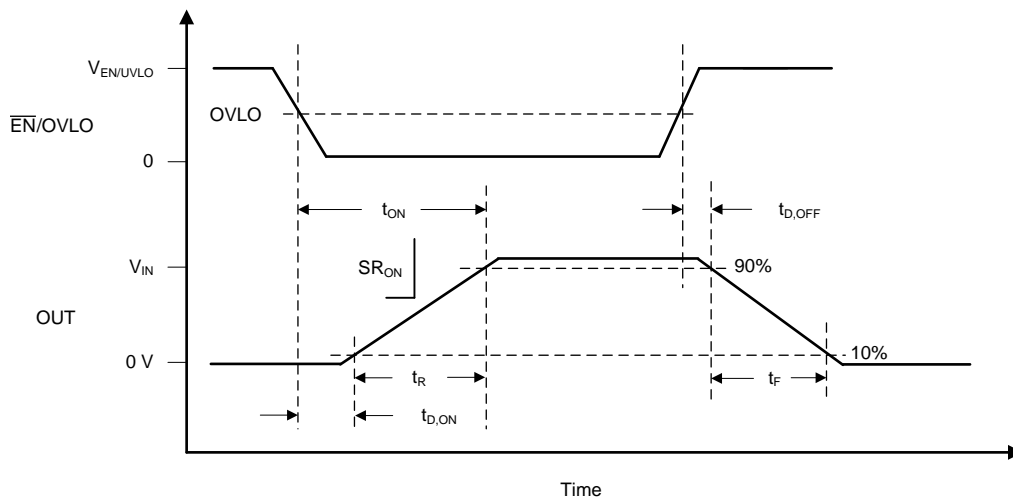 V_EN/UVLO
OVLO
E̅N̅/OVLO
0
t_ON
t_D,OFF
SR_ON
V_IN
90%
OUT
0 V
10%
t_R
t_F
t_D,ON
Time